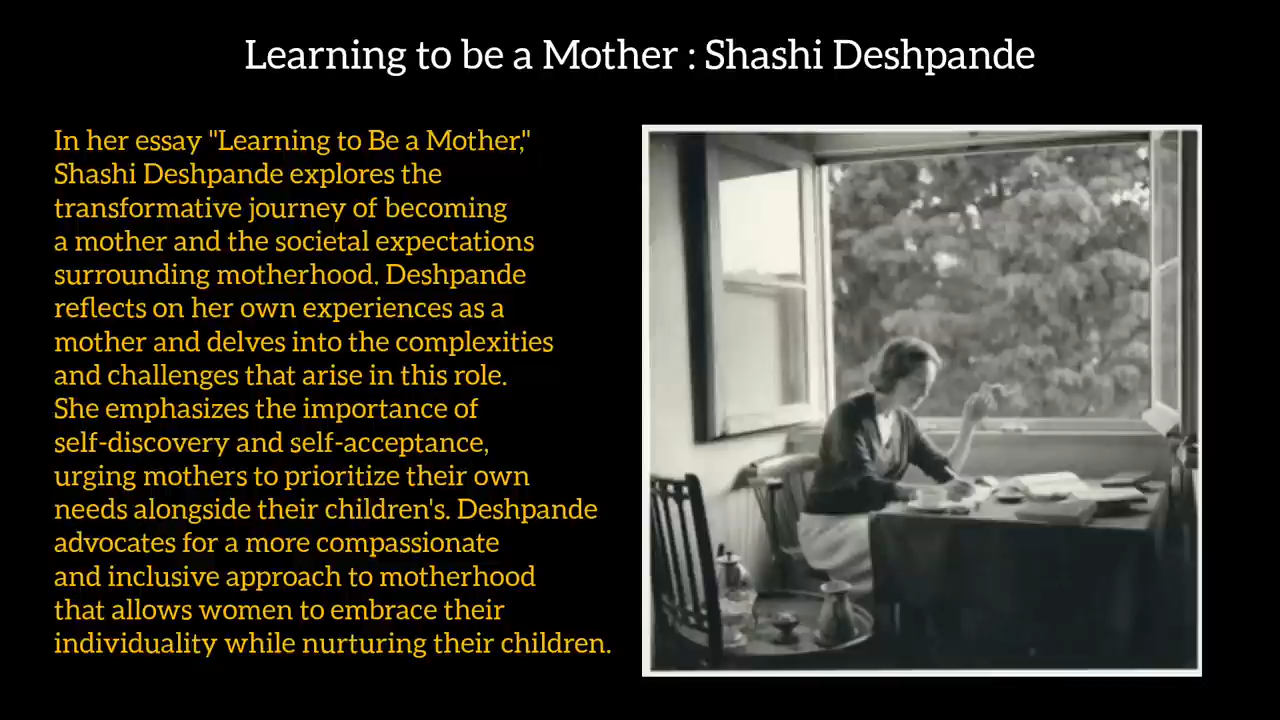 Learning to be a Mother : Shashi Deshpande
In her essay "Learning to Be a Mother,"
Shashi Deshpande explores the
transformative journey of becoming
a mother and the societal expectations
surrounding motherhood. Deshpande
reflects on her own experiences as a
mother and delves into the complexities
and challenges that arise in this role.
She emphasizes the importance of
self-discovery and self-acceptance,
urging mothers to prioritize their own
needs alongside their children's. Deshpande
advocates for a more compassionate
and inclusive approach to motherhood
that allows women to embrace their
individuality while nurturing their children.